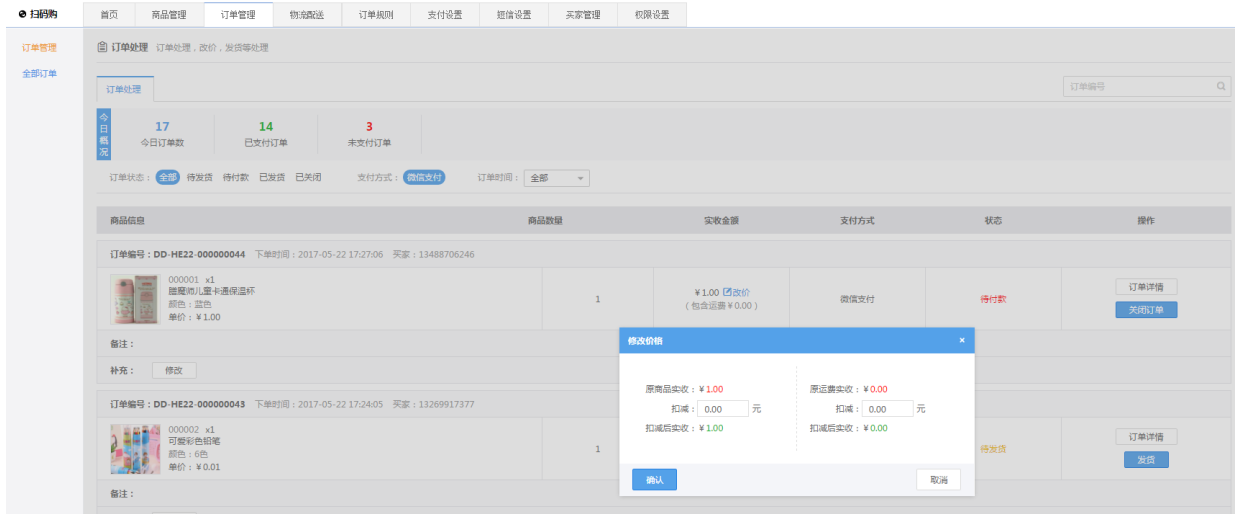 扫码购
首页 商品管理 订单管理 物流配送 订单规则 支付设置 短信设置 买家管理 权限设置
订单管理
全部订单
订单处理 订单处理，改价，发货等处理
订单处理
订单编号
今日概况
17 14 3
今日订单数 已支付订单 未支付订单
订单状态： 全部 待发货 待付款 已发货 已关闭 支付方式： 微信支付 订单时间： 全部
商品信息 商品数量 实收金额 支付方式 状态 操作
订单编号：DD-HE22-000000044 下单时间：2017-05-22 17:27:06 买家：13488706246
000001 x1
膳魔师儿童卡通保温杯
颜色：蓝色
单价：¥1.00
1
¥1.00 改价
（包含运费¥0.00）
微信支付
待付款
订单详情
关闭订单
备注：
补充： 修改
订单编号：DD-HE22-000000043 下单时间：2017-05-22 17:24:05 买家：13269917377
000002 x1
可爱彩色铅笔
颜色：6色
单价：¥0.01
1
待发货
订单详情
发货
备注：
修改价格 ×
原商品实收：¥1.00 原运费实收：¥0.00
扣减： 0.00 元 扣减： 0.00 元
扣减后实收：¥1.00 扣减后实收：¥0.00
确认 取消